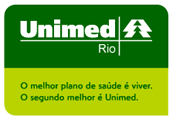 Unimed
Rio
O melhor plano de saúde é viver.
O segundo melhor é Unimed.